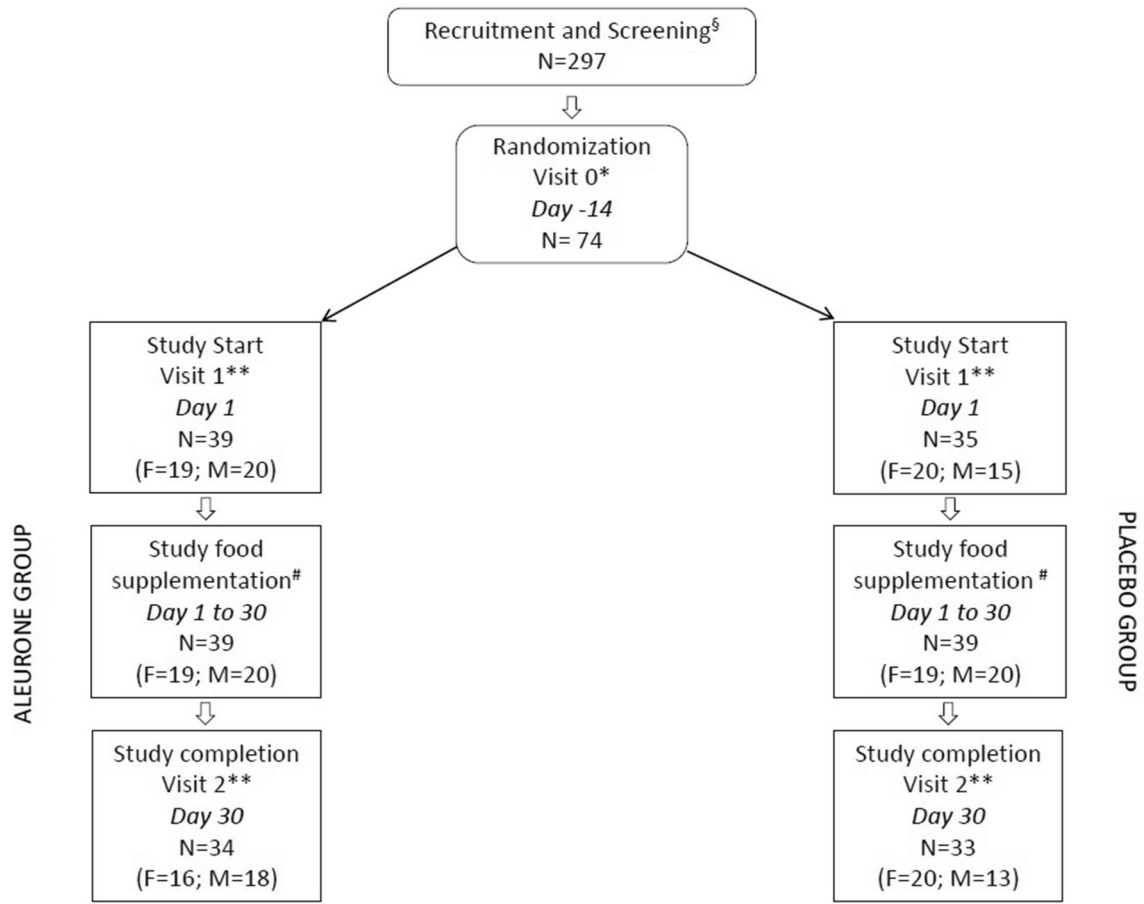 Recruitment and Screening§
N=297
Randomization
Visit 0*
Day -14
N= 74
Study Start
Visit 1**
Day 1
N=39
(F=19; M=20)
Study Start
Visit 1**
Day 1
N=35
(F=20; M=15)
ALEURONE GROUP
Study food
supplementation#
Day 1 to 30
N=39
(F=19; M=20)
Study food
supplementation #
Day 1 to 30
N=39
(F=19; M=20)
PLACEBO GROUP
Study completion
Visit 2**
Day 30
N=34
(F=16; M=18)
Study completion
Visit 2**
Day 30
N=33
(F=20; M=13)